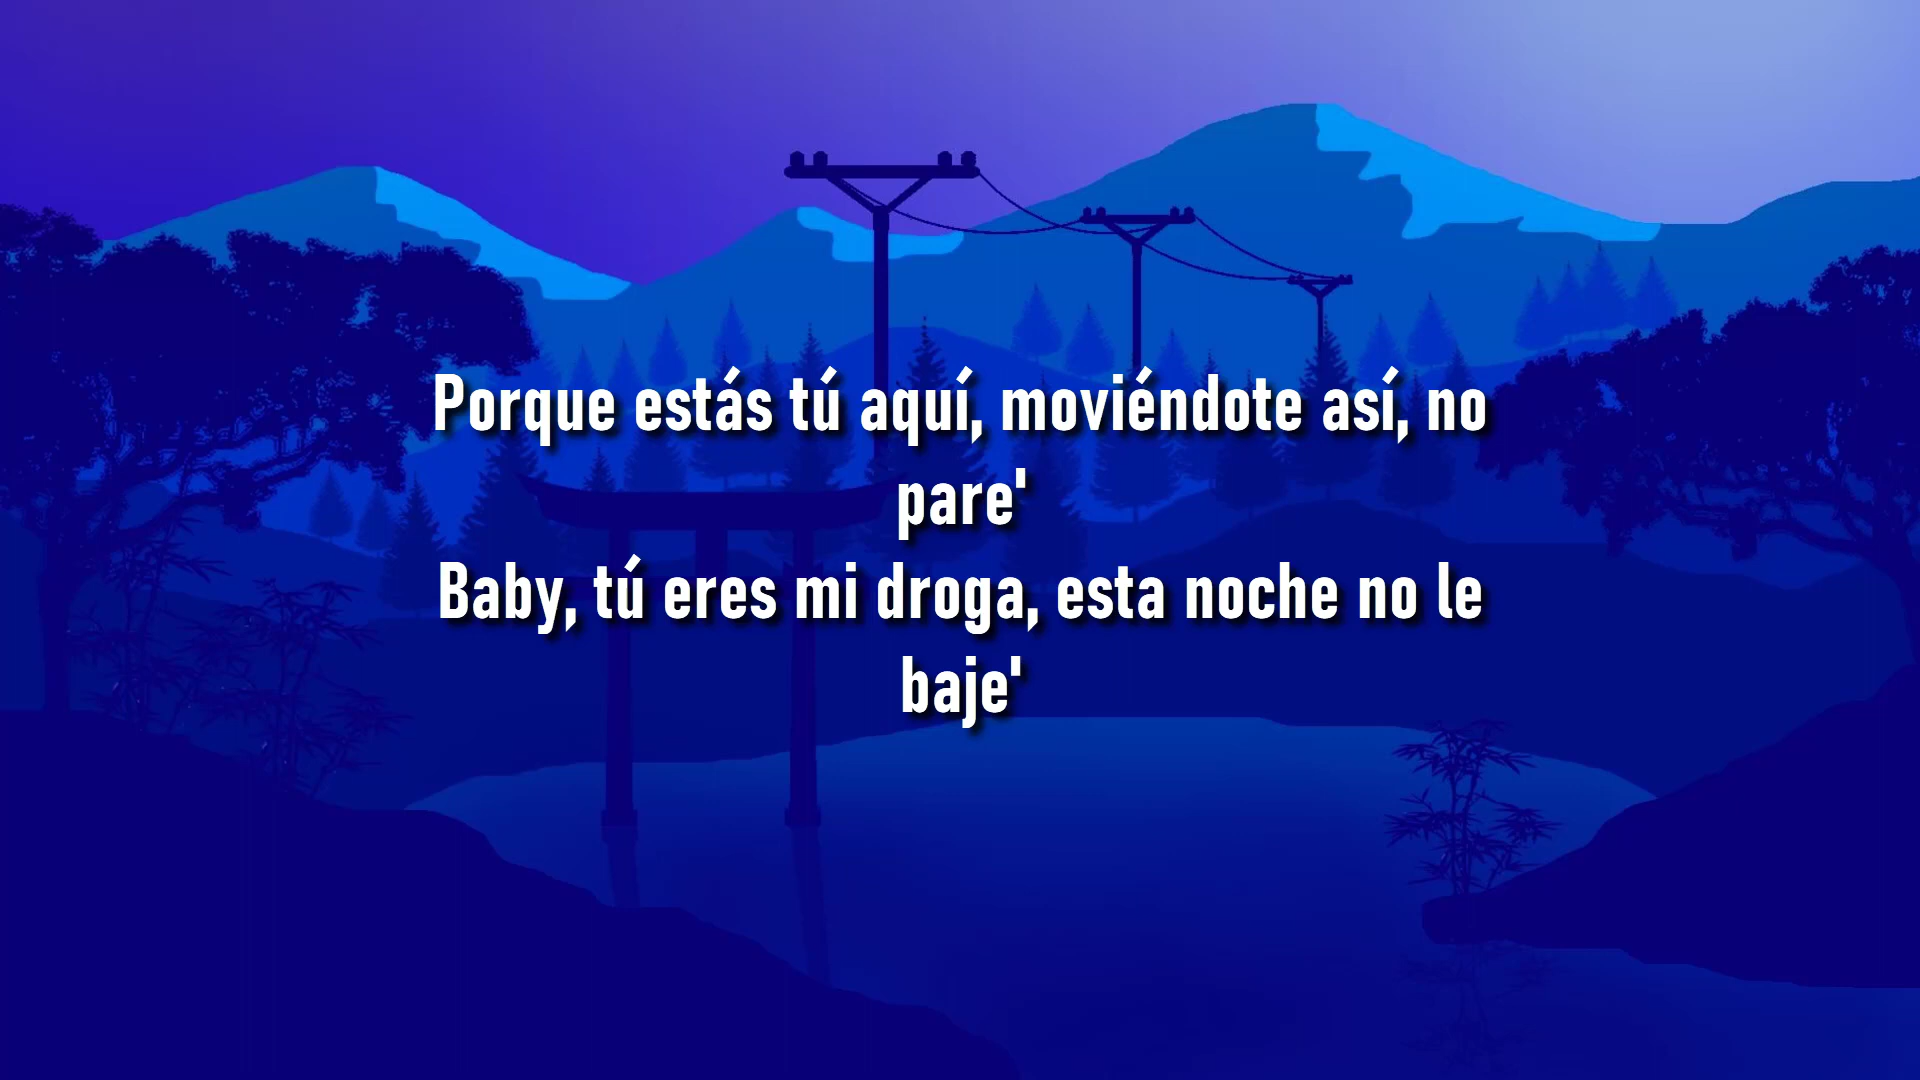 Porque estás tú aquí, moviéndote así, no
pare'
Baby, tú eres mi droga, esta noche no le
baje'